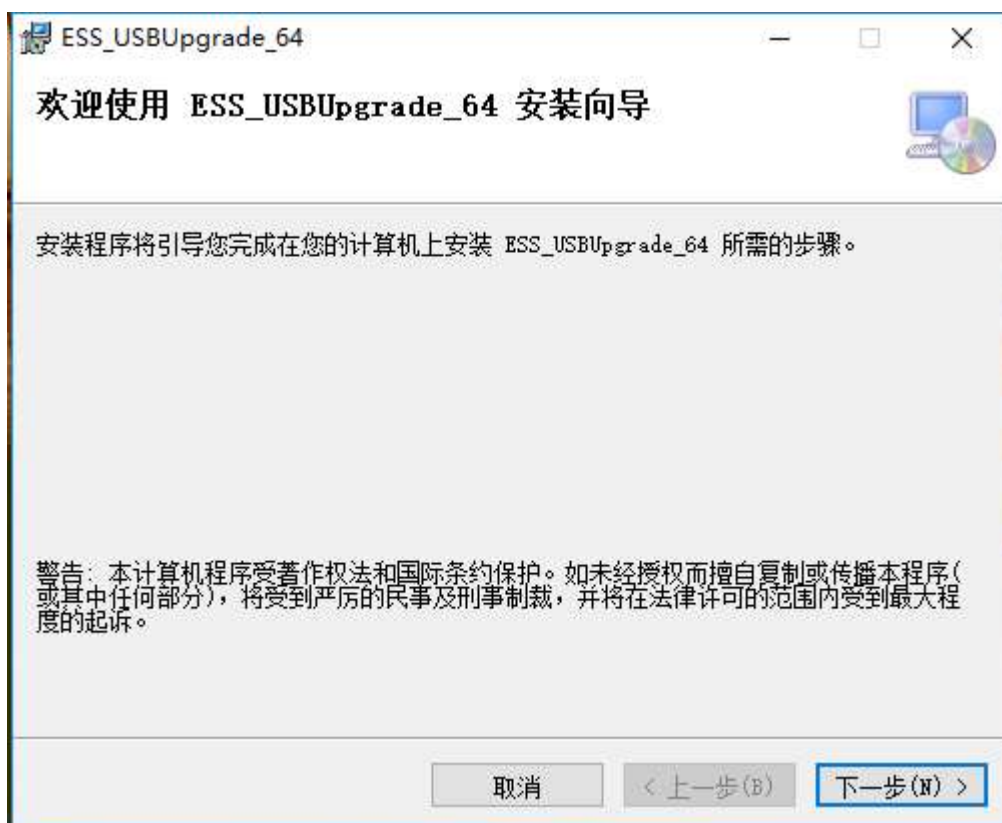 ESS_USBUpgrade_64
欢迎使用 ESS_USBUpgrade_64 安装向导
安装程序将引导您完成在您的计算机上安装 ESS_USBUpgrade_64 所需的步骤。
警告: 本计算机程序受著作权法和国际条约保护。如未经授权而擅自复制或传播本程序(
或其中任何部分)，将受到严厉的民事及刑事制裁，并将在法律许可的范围内受到最大程
度的起诉。
取消 < 上一步(B) 下一步(N) >